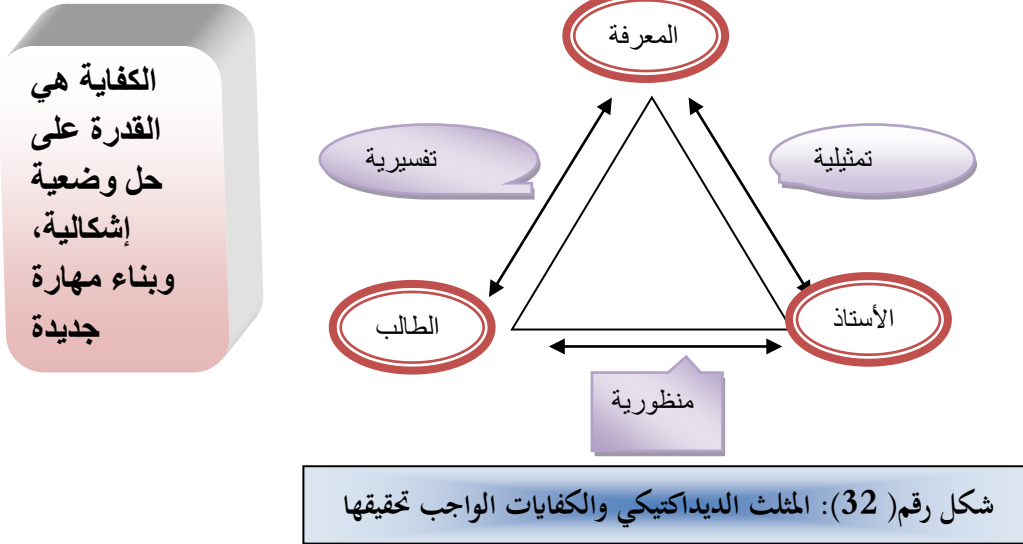 المعرفة
الكفاية هي
القدرة على
حل وضعية
إشكالية،
وبناء مهارة
جديدة
تمثيلية
تفسيرية
الأستاذ
الطالب
منظورية
شكل رقم( 32): المثلث الديداكتيكي والكفايات الواجب تحقيقها